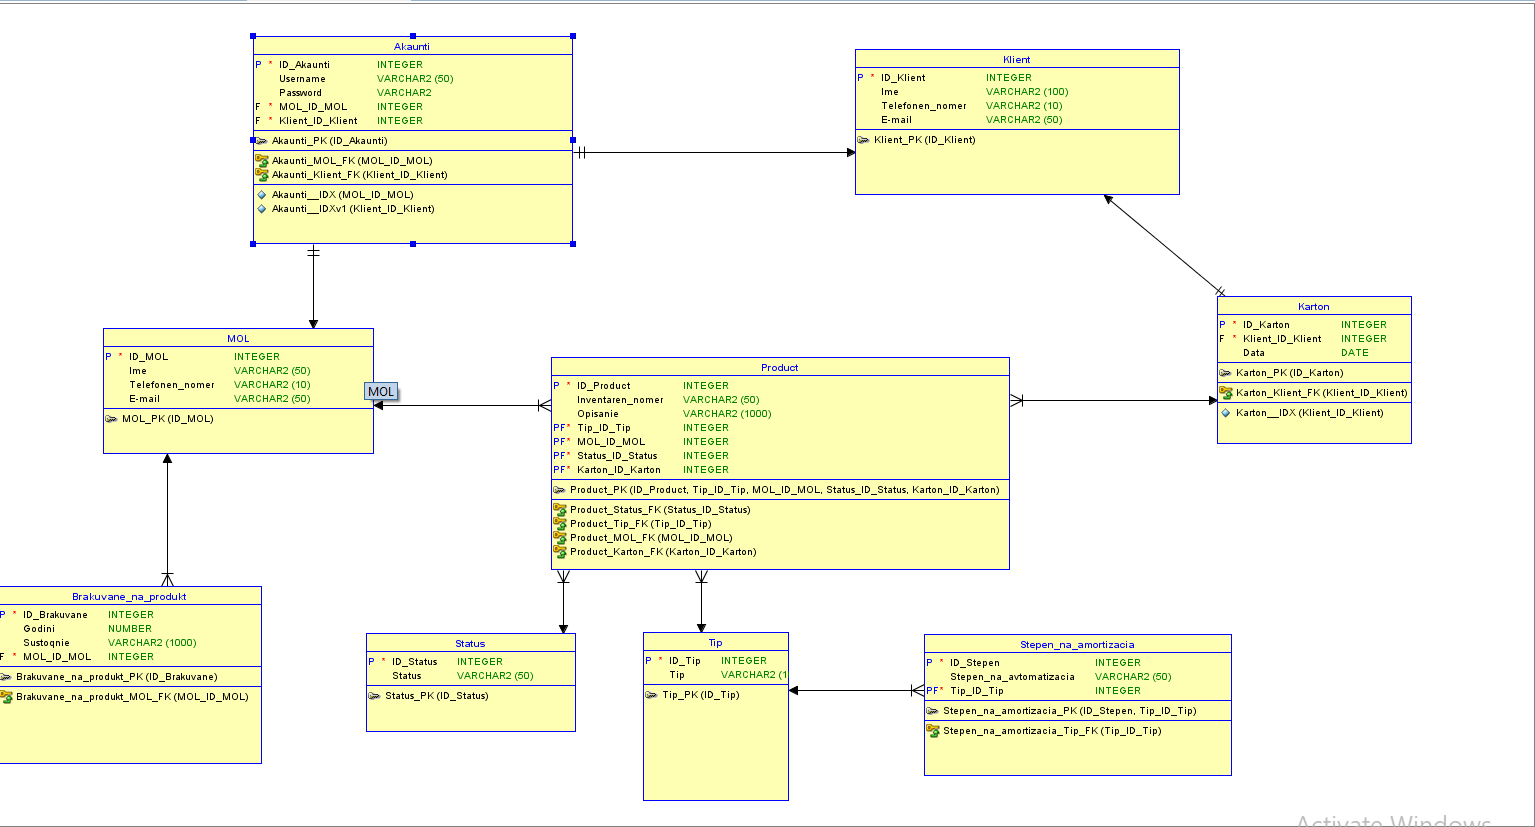 Akaunti
P * ID_Akaunti INTEGER
Username VARCHAR2 (50)
Password VARCHAR2
F * MOL_ID_MOL INTEGER
F * Klient_ID_Klient INTEGER
Akaunti_PK (ID_Akaunti)
Akaunti_MOL_FK (MOL_ID_MOL)
Akaunti_Klient_FK (Klient_ID_Klient)
Akaunti__IDX (MOL_ID_MOL)
Akaunti__IDXv1 (Klient_ID_Klient)
Klient
P * ID_Klient INTEGER
Ime VARCHAR2 (100)
Telefonen_nomer VARCHAR2 (10)
E-mail VARCHAR2 (50)
Klient_PK (ID_Klient)
Karton
P * ID_Karton INTEGER
F * Klient_ID_Klient INTEGER
Data DATE
Karton_PK (ID_Karton)
Karton_Klient_FK (Klient_ID_Klient)
Karton__IDX (Klient_ID_Klient)
MOL
P * ID_MOL INTEGER
Ime VARCHAR2 (50)
Telefonen_nomer VARCHAR2 (10)
E-mail VARCHAR2 (50)
MOL_PK (ID_MOL)
MOL
Product
P * ID_Product INTEGER
Inventaren_nomer VARCHAR2 (50)
Opisanie VARCHAR2 (1000)
PF* Tip_ID_Tip INTEGER
PF* MOL_ID_MOL INTEGER
PF* Status_ID_Status INTEGER
PF* Karton_ID_Karton INTEGER
Product_PK (ID_Product, Tip_ID_Tip, MOL_ID_MOL, Status_ID_Status, Karton_ID_Karton)
Product_Status_FK (Status_ID_Status)
Product_Tip_FK (Tip_ID_Tip)
Product_MOL_FK (MOL_ID_MOL)
Product_Karton_FK (Karton_ID_Karton)
Brakuvane_na_produkt
P * ID_Brakuvane INTEGER
Godini NUMBER
Sustoqnie VARCHAR2 (1000)
F * MOL_ID_MOL INTEGER
Brakuvane_na_produkt_PK (ID_Brakuvane)
Brakuvane_na_produkt_MOL_FK (MOL_ID_MOL)
Status
P * ID_Status INTEGER
Status VARCHAR2 (50)
Status_PK (ID_Status)
Tip
P * ID_Tip INTEGER
Tip VARCHAR2 (1
Tip_PK (ID_Tip)
Stepen_na_amortizacia
P * ID_Stepen INTEGER
Stepen_na_avtomatizacia VARCHAR2 (50)
PF* Tip_ID_Tip INTEGER
Stepen_na_amortizacia_PK (ID_Stepen, Tip_ID_Tip)
Stepen_na_amortizacia_Tip_FK (Tip_ID_Tip)
Activate Windows